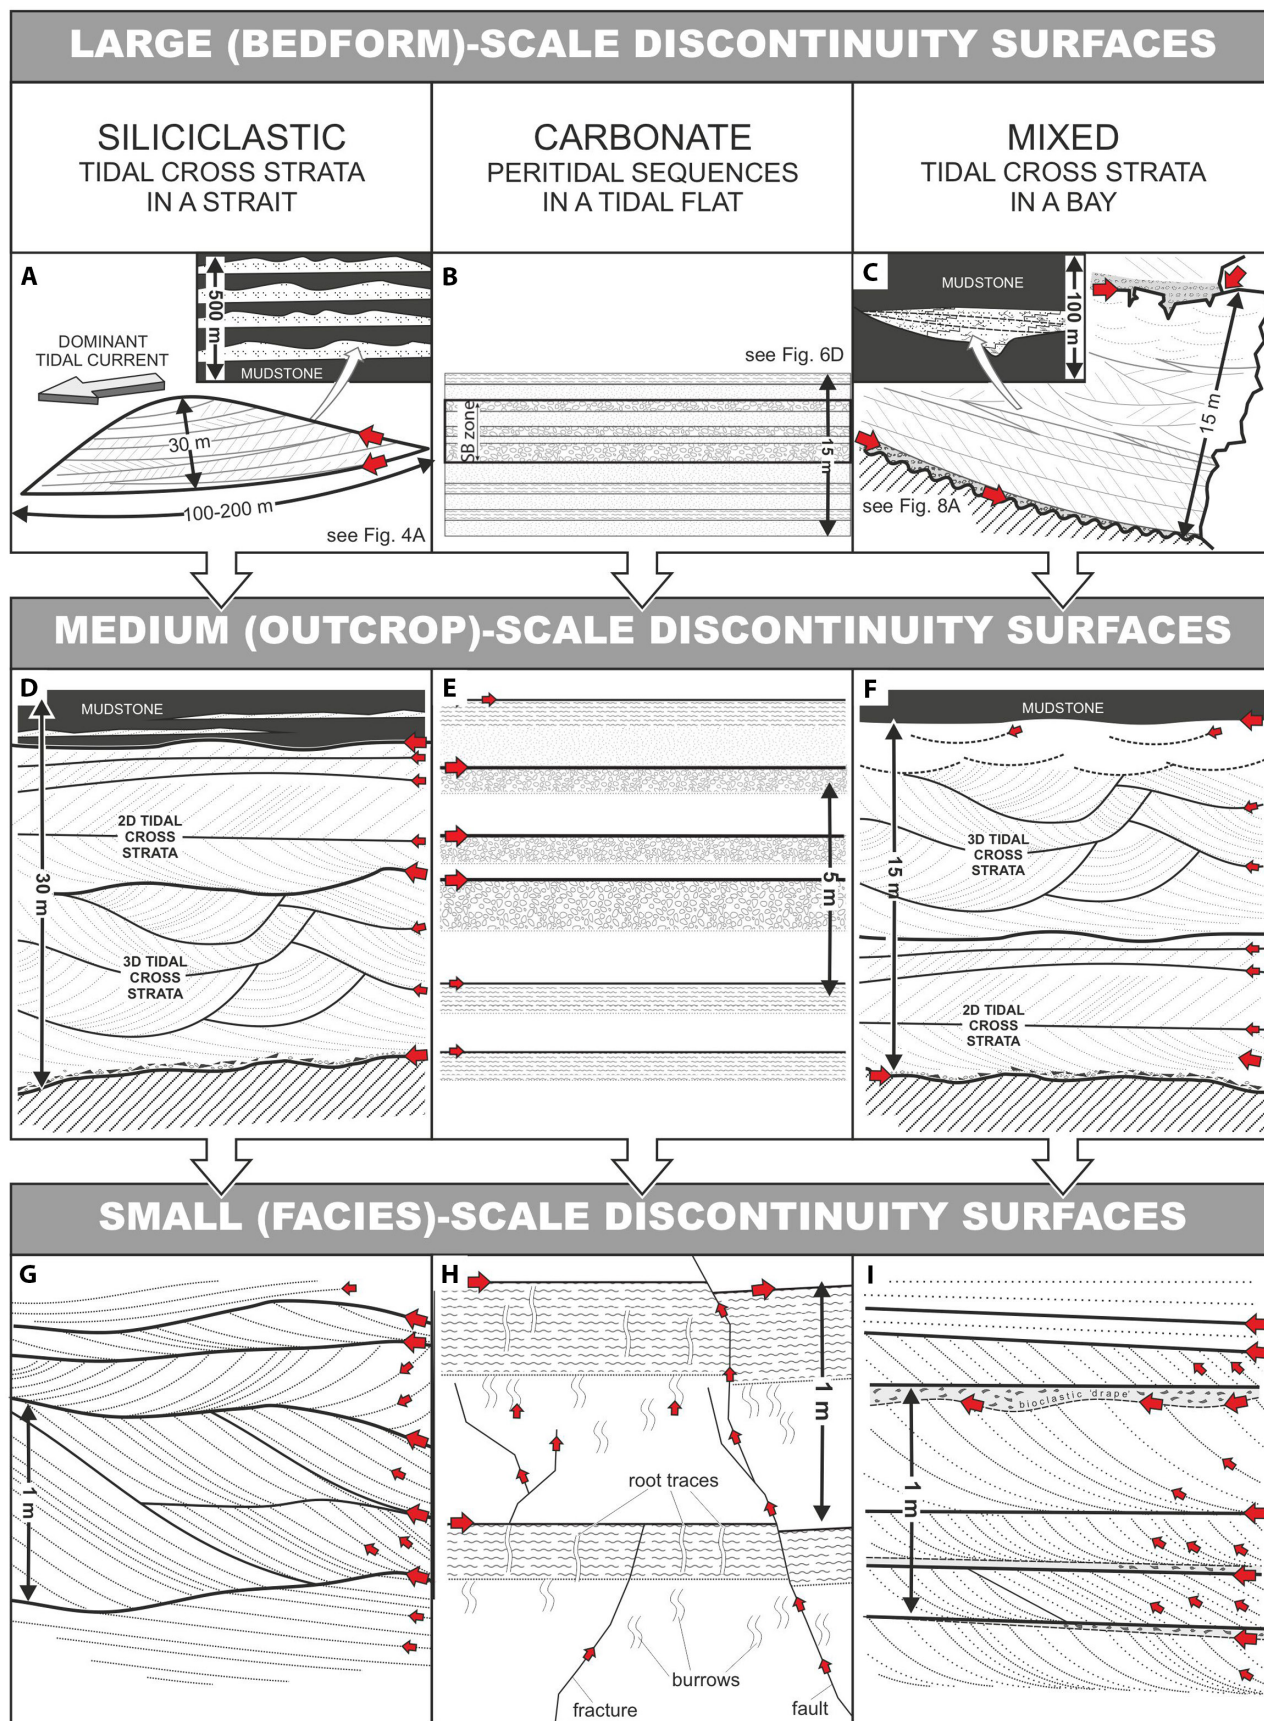 LARGE (BEDFORM)-SCALE DISCONTINUITY SURFACES
SILICICLASTIC
TIDAL CROSS STRATA
IN A STRAIT
CARBONATE
PERITIDAL SEQUENCES
IN A TIDAL FLAT
MIXED
TIDAL CROSS STRATA
IN A BAY
A
500 m
MUDSTONE
DOMINANT
TIDAL CURRENT
30 m
100-200 m
see Fig. 4A
B
see Fig. 6D
SB zone
15 m
C
MUDSTONE
100 m
15 m
see Fig. 8A
MEDIUM (OUTCROP)-SCALE DISCONTINUITY SURFACES
D
MUDSTONE
2D TIDAL
CROSS
STRATA
30 m
3D TIDAL
CROSS
STRATA
E
5 m
F
MUDSTONE
3D TIDAL
CROSS
STRATA
15 m
2D TIDAL
CROSS
STRATA
SMALL (FACIES)-SCALE DISCONTINUITY SURFACES
G
1 m
H
1 m
root traces
burrows
fracture
fault
I
bioclastic 'drape'
1 m